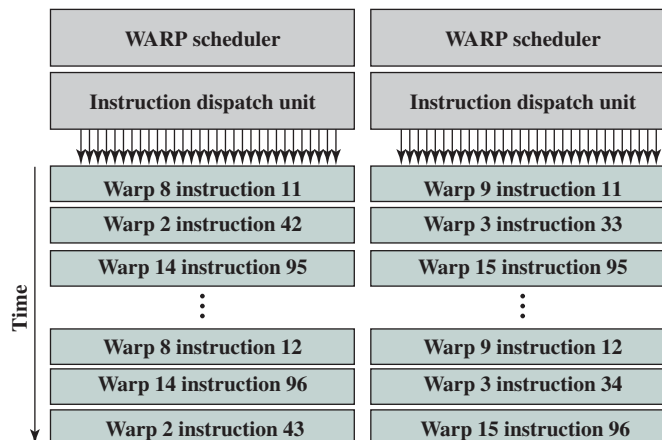 WARP scheduler
WARP scheduler
Instruction dispatch unit
Instruction dispatch unit
Time
Warp 8 instruction 11
Warp 9 instruction 11
Warp 2 instruction 42
Warp 3 instruction 33
Warp 14 instruction 95
Warp 15 instruction 95
Warp 8 instruction 12
Warp 9 instruction 12
Warp 14 instruction 96
Warp 3 instruction 34
Warp 2 instruction 43
Warp 15 instruction 96